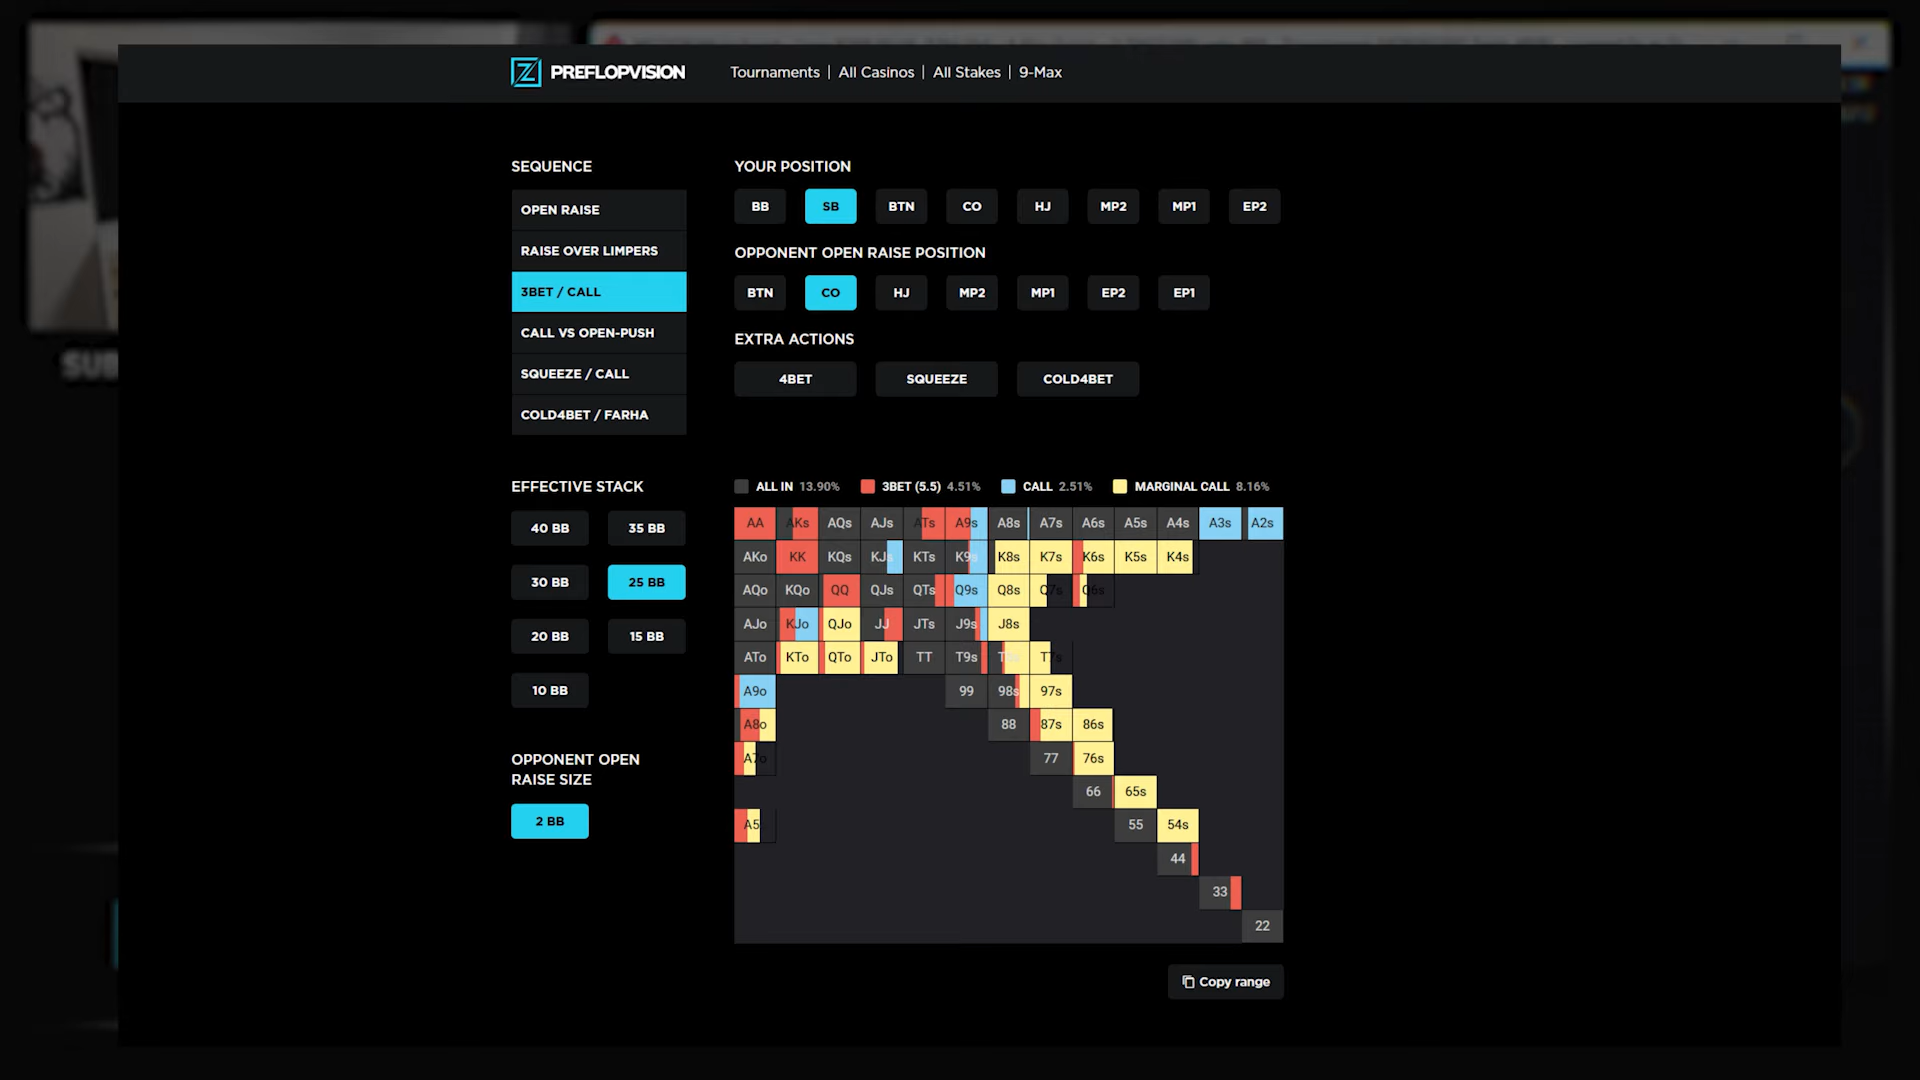 PREFLOPVISION Tournaments | All Casinos | All Stakes | 9-Max
SEQUENCE
OPEN RAISE
RAISE OVER LIMPERS
3BET / CALL
CALL VS OPEN-PUSH
SQUEEZE / CALL
COLD4BET / FARHA
YOUR POSITION
BB SB BTN CO HJ MP2 MP1 EP2
OPPONENT OPEN RAISE POSITION
BTN CO HJ MP2 MP1 EP2 EP1
EXTRA ACTIONS
4BET SQUEEZE COLD4BET
EFFECTIVE STACK
40 BB 35 BB
30 BB 25 BB
20 BB 15 BB
10 BB
OPPONENT OPEN
RAISE SIZE
2 BB
ALL IN 13.90% 3BET (5.5) 4.51% CALL 2.51% MARGINAL CALL 8.16%
AA AKs AQs AJs ATs A9s A8s A7s A6s A5s A4s A3s A2s
AKo KK KQs KJs KTs K9s K8s K7s K6s K5s K4s
AQo KQo QQ QJs QTs Q9s Q8s Q7s Q6s
AJo KJo QJo JJ JTs J9s J8s
ATo KTo QTo JTo TT T9s T8s T7s
A9o 99 98s 97s
A8o 88 87s 86s
A7o 77 76s
66 65s
A5 55 54s
44
33
22
Copy range
SUB